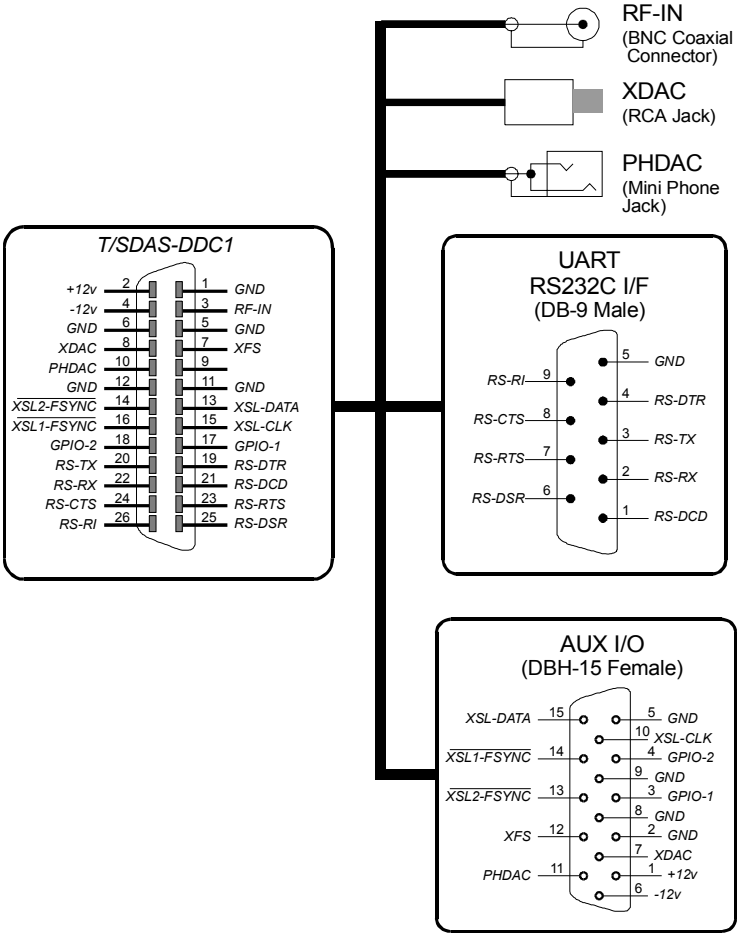 RF-IN
(BNC Coaxial
Connector)
XDAC
(RCA Jack)
PHDAC
(Mini Phone
Jack)
T/SDAS-DDC1
+12v 2 1 GND
-12v 4 3 RF-IN
GND 6 5 GND
XDAC 8 7 XFS
PHDAC 10 9
GND 12 11 GND
XSL2-FSYNC 14 13 XSL-DATA
XSL1-FSYNC 16 15 XSL-CLK
GPIO-2 18 17 GPIO-1
RS-TX 20 19 RS-DTR
RS-RX 22 21 RS-DCD
RS-CTS 24 23 RS-RTS
RS-RI 26 25 RS-DSR
UART
RS232C I/F
(DB-9 Male)
5 GND
RS-RI 9
4 RS-DTR
RS-CTS 8
3 RS-TX
RS-RTS 7
2 RS-RX
RS-DSR 6
1 RS-DCD
AUX I/O
(DBH-15 Female)
XSL-DATA 15 5 GND
10 XSL-CLK
XSL1-FSYNC 14 4 GPIO-2
9 GND
XSL2-FSYNC 13 3 GPIO-1
8 GND
XFS 12 2 GND
7 XDAC
PHDAC 11 1 +12v
6 -12v